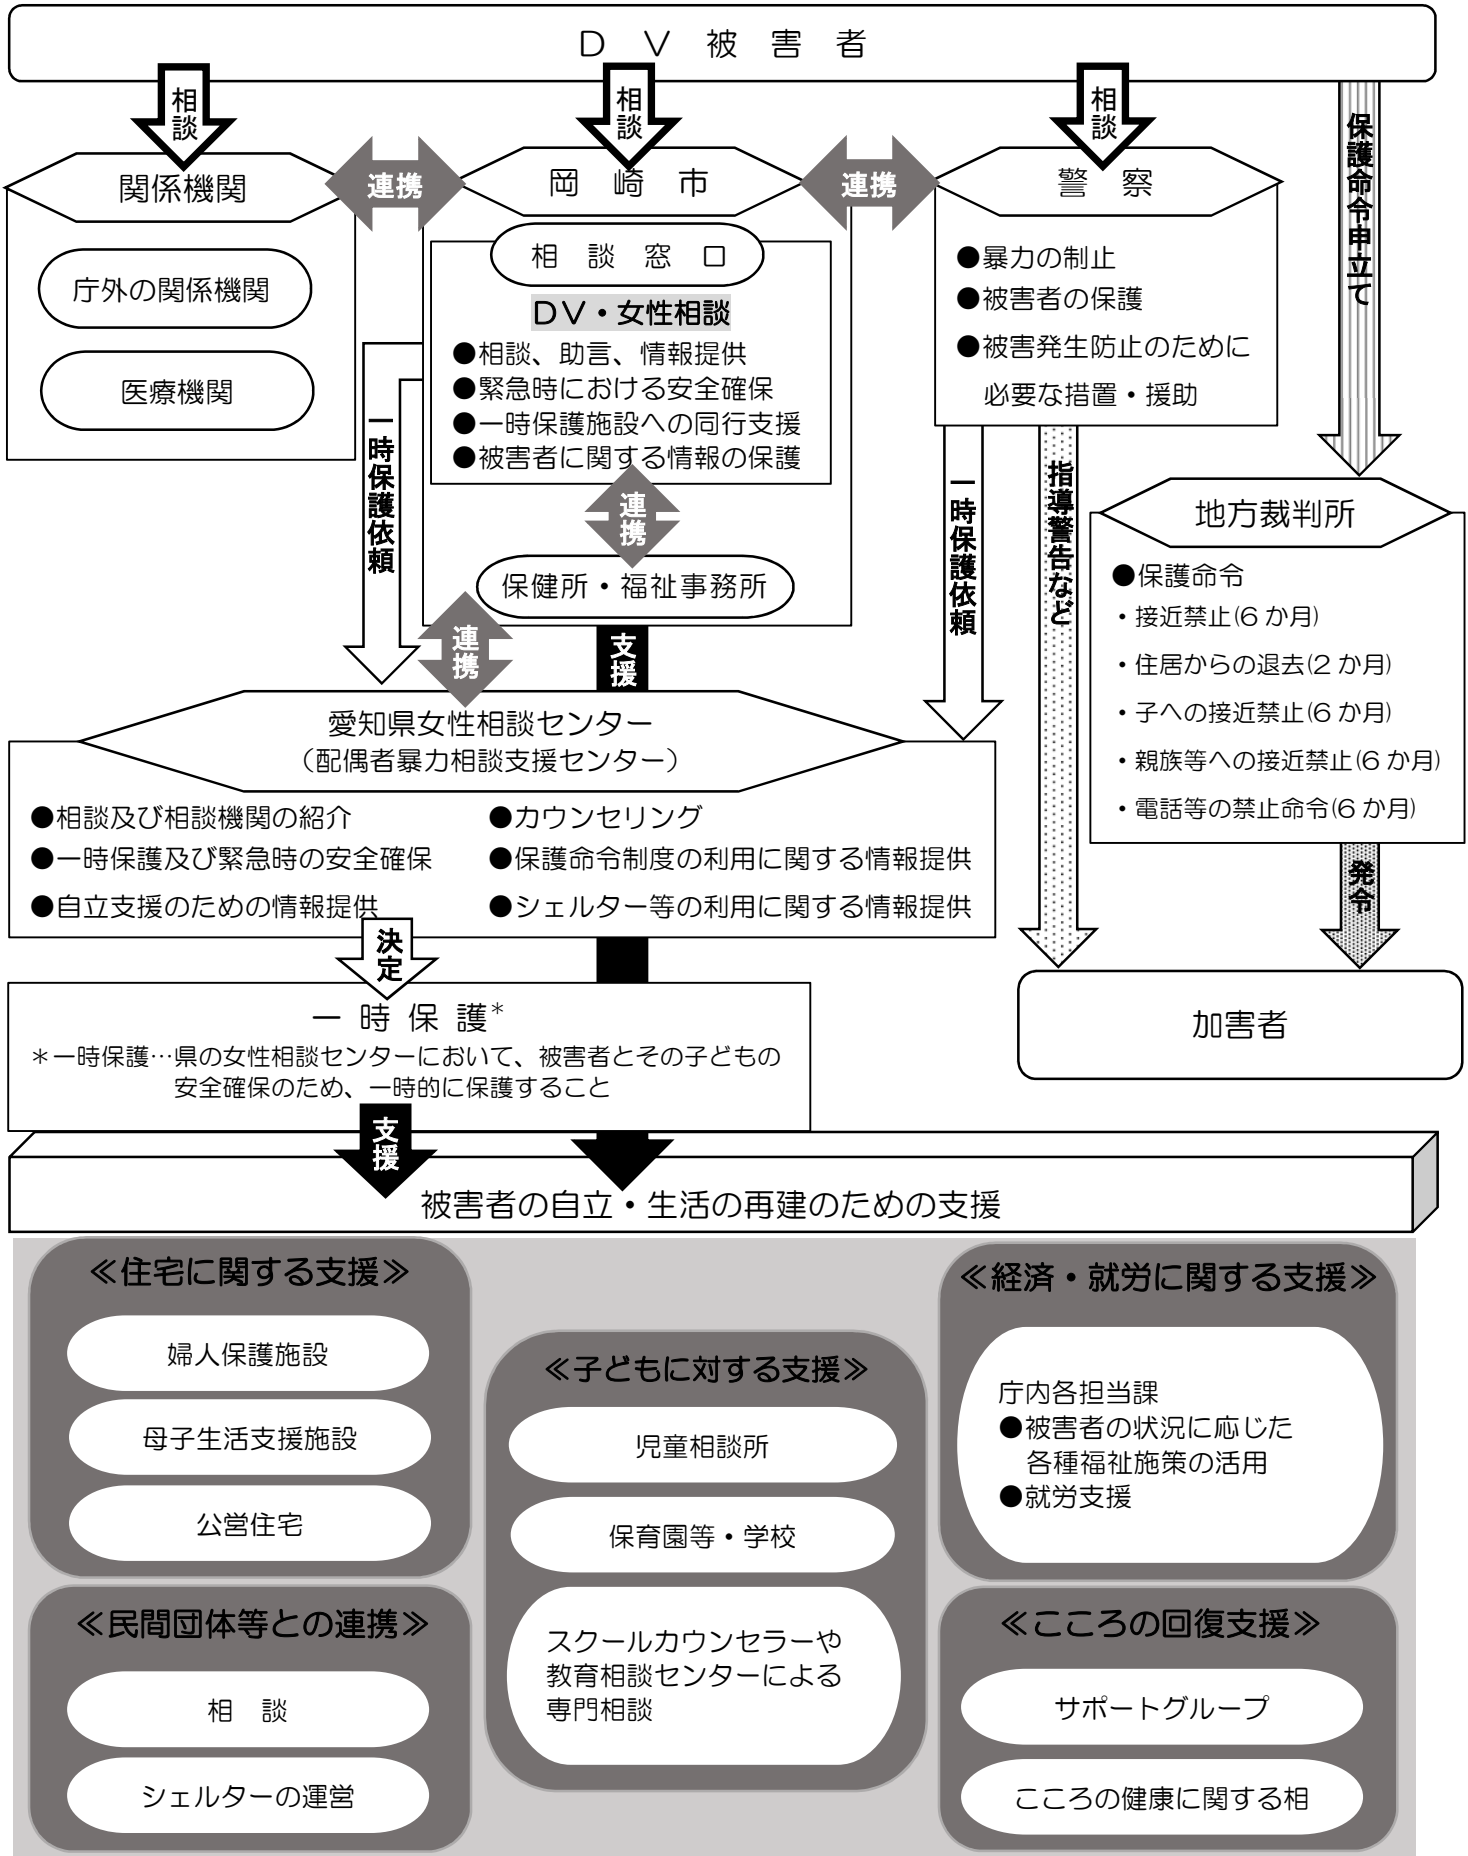 DV被害者
相談
相談
相談
保護命令申立て
関係機関
連携
岡崎市
連携
警察
庁外の関係機関
医療機関
相談窓口
DV・女性相談
●相談、助言、情報提供
●緊急時における安全確保
●一時保護施設への同行支援
●被害者に関する情報の保護
連携
保健所・福祉事務所
●暴力の制止
●被害者の保護
●被害発生防止のために
必要な措置・援助
一時保護依頼
連携
支援
一時保護依頼
指導警告など
地方裁判所
●保護命令
・接近禁止(6か月)
・住居からの退去(2か月)
・子への接近禁止(6か月)
・親族等への接近禁止(6か月)
・電話等の禁止命令(6か月)
発令
加害者
愛知県女性相談センター
（配偶者暴力相談支援センター）
●相談及び相談機関の紹介
●一時保護及び緊急時の安全確保
●自立支援のための情報提供
●カウンセリング
●保護命令制度の利用に関する情報提供
●シェルター等の利用に関する情報提供
決定
一時保護*
＊一時保護…県の女性相談センターにおいて、被害者とその子どもの
安全確保のため、一時的に保護すること
支援
被害者の自立・生活の再建のための支援
≪住宅に関する支援≫
婦人保護施設
母子生活支援施設
公営住宅
≪民間団体等との連携≫
相談
シェルターの運営
≪子どもに対する支援≫
児童相談所
保育園等・学校
スクールカウンセラーや
教育相談センターによる
専門相談
≪経済・就労に関する支援≫
庁内各担当課
●被害者の状況に応じた
各種福祉施策の活用
●就労支援
≪こころの回復支援≫
サポートグループ
こころの健康に関する相